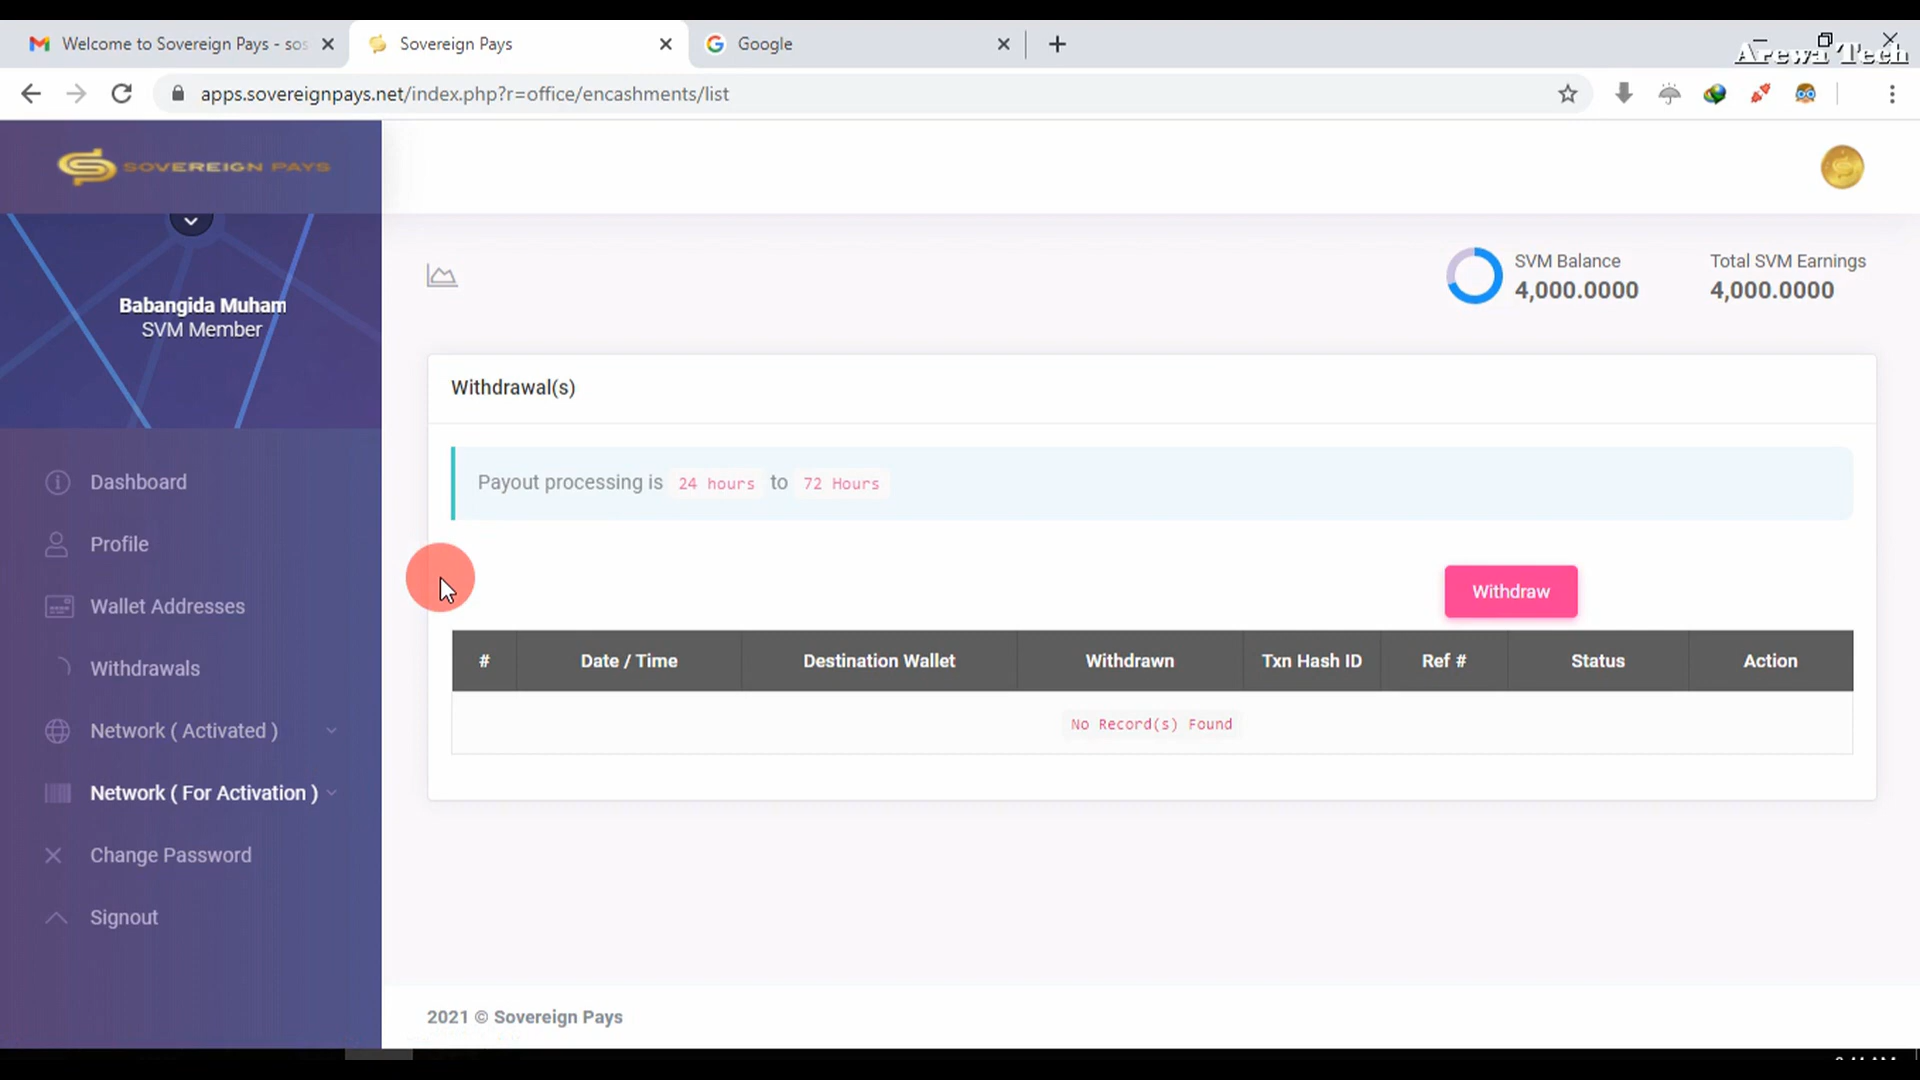 Welcome to Sovereign Pays - sos
Sovereign Pays
Google
Arewa Tech
apps.sovereignpays.net/index.php?r=office/encashments/list
SOVEREIGN PAYS
Babangida Muham
SVM Member
SVM Balance
4,000.0000
Total SVM Earnings
4,000.0000
Withdrawal(s)
Payout processing is 24 hours to 72 Hours
Dashboard
Profile
Wallet Addresses
Withdrawals
Network ( Activated )
Network ( For Activation )
Change Password
Signout
Withdraw
# Date / Time Destination Wallet Withdrawn Txn Hash ID Ref # Status Action
No Record(s) Found
2021 © Sovereign Pays